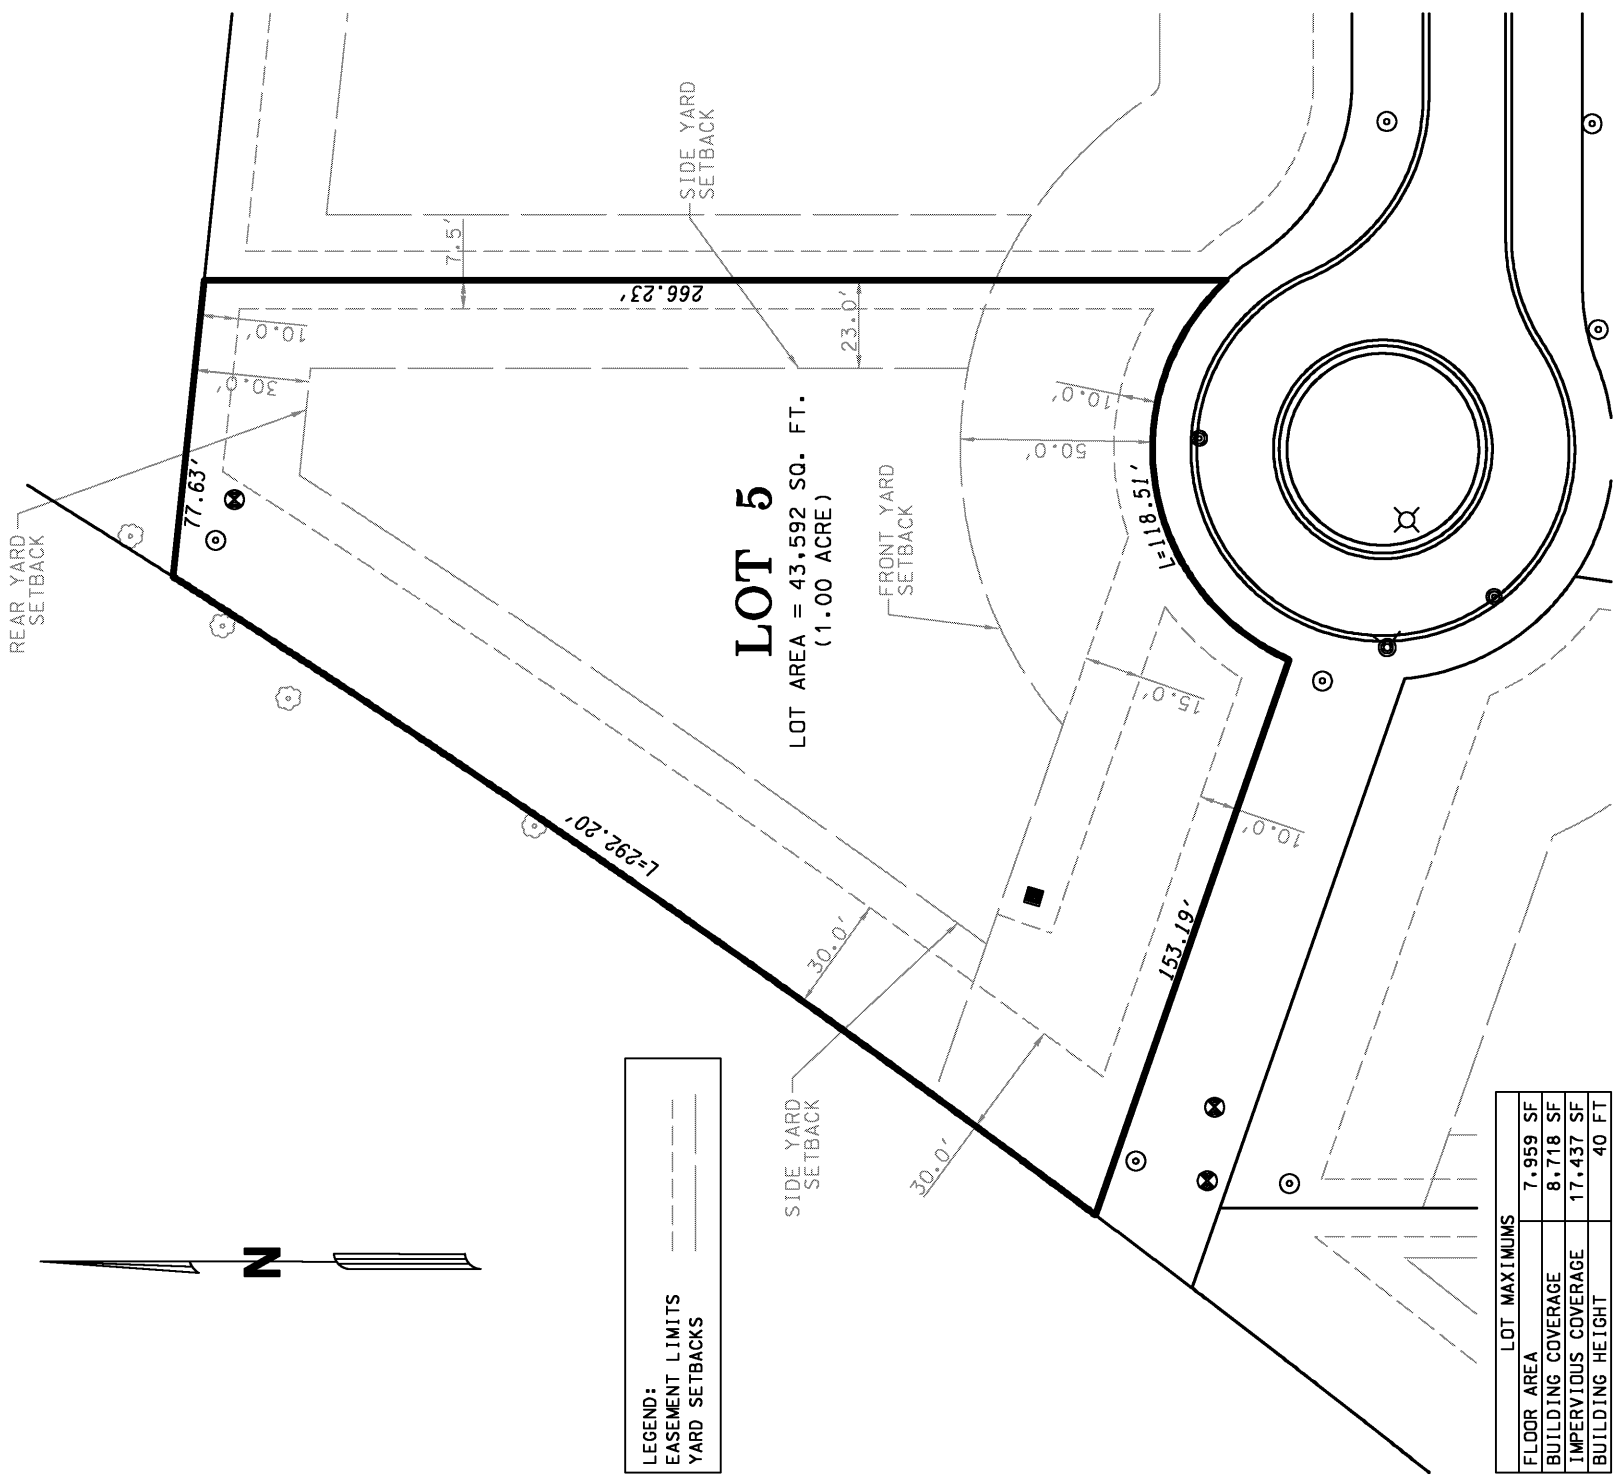 REAR YARD
SETBACK
77.63'
10.0'
30.0'
7.5'
266.23'
SIDE YARD
SETBACK
23.0'
LOT 5
LOT AREA = 43,592 SQ. FT.
(1.00 ACRE)
FRONT YARD
SETBACK
50.0'
10.0'
L=118.51'
15.0'
10.0'
153.19'
L=292.20'
30.0'
SIDE YARD
SETBACK
30.0'
N
LEGEND:
EASEMENT LIMITS
YARD SETBACKS
LOT MAXIMUMS
FLOOR AREA 7,959 SF
BUILDING COVERAGE 8,718 SF
IMPERVIOUS COVERAGE 17,437 SF
BUILDING HEIGHT 40 FT